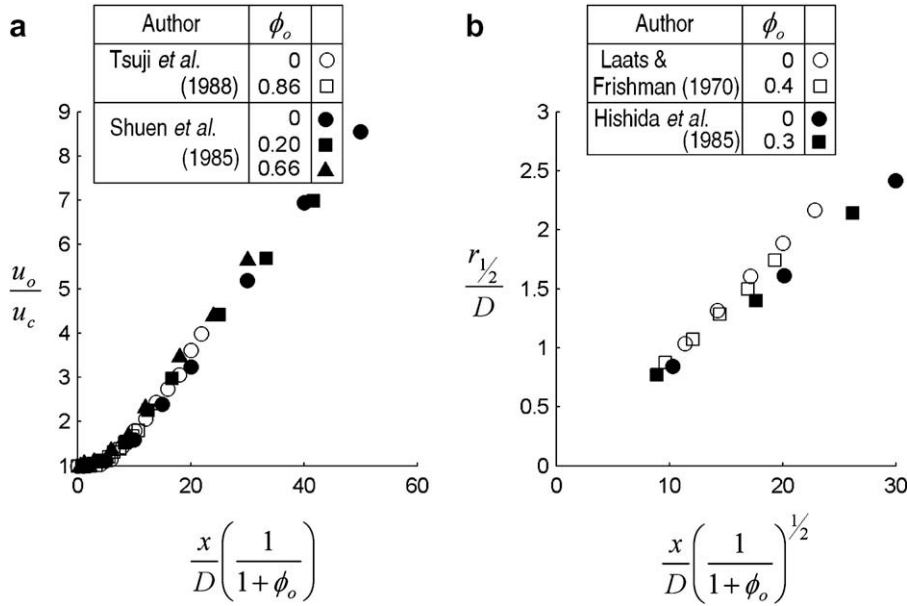 a
Author ϕo
Tsuji et al. 0
(1988) 0.86
Shuen et al. 0
0.20
(1985) 0.66
9
8
7
6
5
4
3
2
1
uo/uc
0 20 40 60
x/D (1/(1+ϕo))
b
Author ϕo
Laats & 0
Frishman (1970) 0.4
Hishida et al. 0
(1985) 0.3
3
2.5
2
1.5
1
0.5
0
r1/2/D
0 10 20 30
x/D (1/(1+ϕo))^1/2